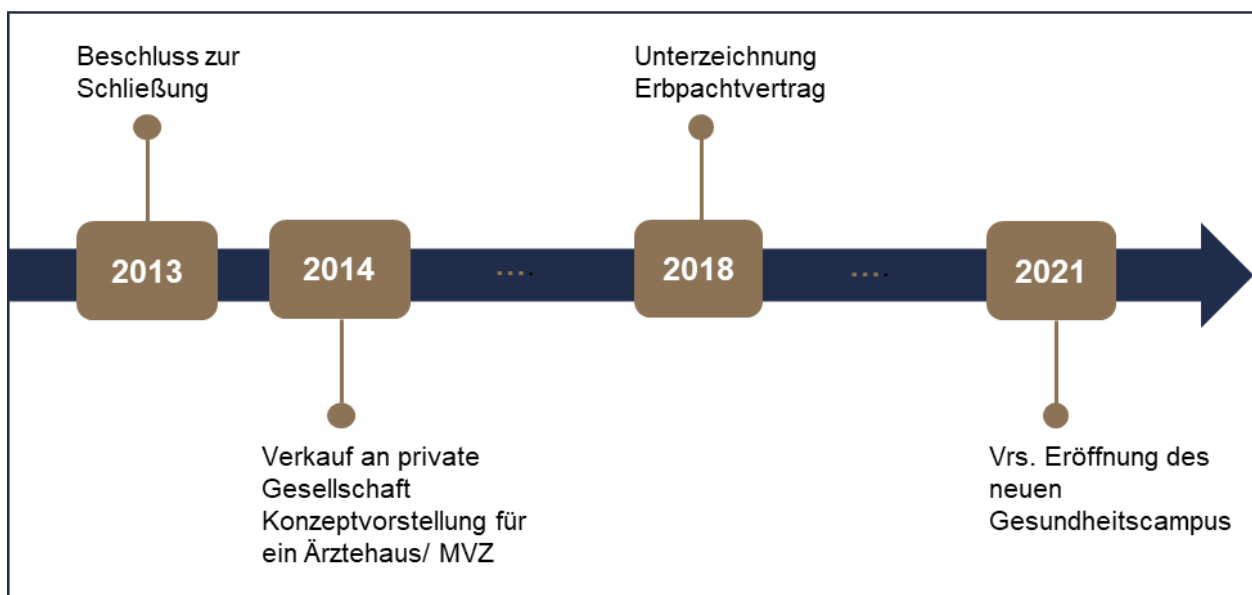 Beschluss zur
Schließung
Unterzeichnung
Erbpachtvertrag
2013
2014
....
2018
....
2021
Verkauf an private
Gesellschaft
Konzeptvorstellung für
ein Ärztehaus/ MVZ
Vrs. Eröffnung des
neuen
Gesundheitscampus